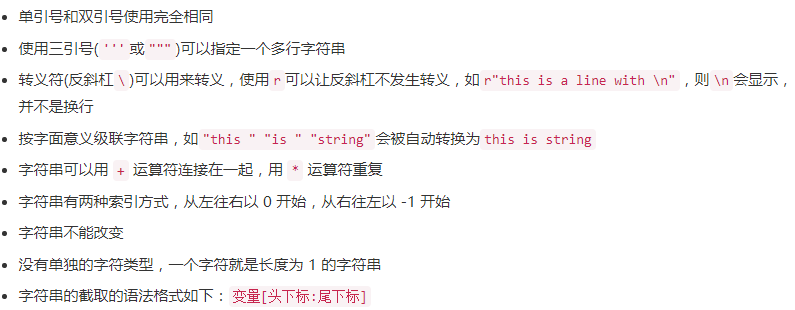 单引号和双引号使用完全相同
使用三引号('''或""")可以指定一个多行字符串
转义符(反斜杠\)可以用来转义，使用r可以让反斜杠不发生转义，如 r"this is a line with \n"，则\n会显示，
并不是换行
按字面意义级联字符串，如 "this " "is " "string"会被自动转换为this is string
字符串可以用 + 运算符连接在一起，用 * 运算符重复
字符串有两种索引方式，从左往右以 0 开始，从右往左以 -1 开始
字符串不能改变
没有单独的字符类型，一个字符就是长度为 1 的字符串
字符串的截取的语法格式如下：变量[头下标:尾下标]